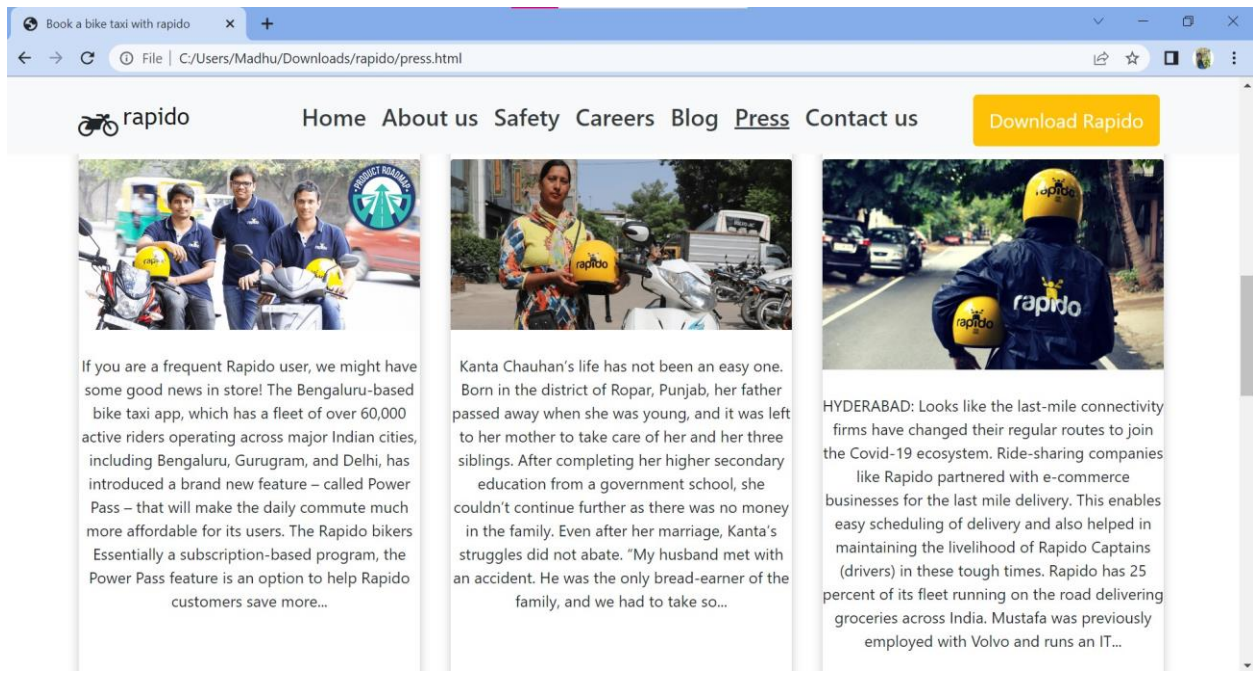 Book a bike taxi with rapido
File | C:/Users/Madhu/Downloads/rapido/press.html
rapido
Home About us Safety Careers Blog Press Contact us
Download Rapido
PRODUCT ROADMAP
rapido
rapido
rapido
rapido
If you are a frequent Rapido user, we might have
some good news in store! The Bengaluru-based
bike taxi app, which has a fleet of over 60,000
active riders operating across major Indian cities,
including Bengaluru, Gurugram, and Delhi, has
introduced a brand new feature – called Power
Pass – that will make the daily commute much
more affordable for its users. The Rapido bikers
Essentially a subscription-based program, the
Power Pass feature is an option to help Rapido
customers save more...
Kanta Chauhan’s life has not been an easy one.
Born in the district of Ropar, Punjab, her father
passed away when she was young, and it was left
to her mother to take care of her and her three
siblings. After completing her higher secondary
education from a government school, she
couldn’t continue further as there was no money
in the family. Even after her marriage, Kanta’s
struggles did not abate. “My husband met with
an accident. He was the only bread-earner of the
family, and we had to take so...
HYDERABAD: Looks like the last-mile connectivity
firms have changed their regular routes to join
the Covid-19 ecosystem. Ride-sharing companies
like Rapido partnered with e-commerce
businesses for the last mile delivery. This enables
easy scheduling of delivery and also helped in
maintaining the livelihood of Rapido Captains
(drivers) in these tough times. Rapido has 25
percent of its fleet running on the road delivering
groceries across India. Mustafa was previously
employed with Volvo and runs an IT...